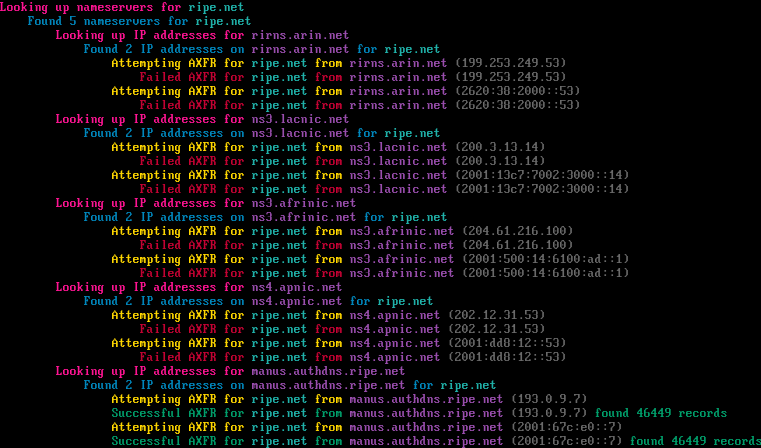 Looking up nameservers for ripe.net
Found 5 nameservers for ripe.net
Looking up IP addresses for rirns.arin.net
Found 2 IP addresses on rirns.arin.net for ripe.net
Attempting AXFR for ripe.net from rirns.arin.net (199.253.249.53)
Failed AXFR for ripe.net from rirns.arin.net (199.253.249.53)
Attempting AXFR for ripe.net from rirns.arin.net (2620:38:2000::53)
Failed AXFR for ripe.net from rirns.arin.net (2620:38:2000::53)
Looking up IP addresses for ns3.lacnic.net
Found 2 IP addresses on ns3.lacnic.net for ripe.net
Attempting AXFR for ripe.net from ns3.lacnic.net (200.3.13.14)
Failed AXFR for ripe.net from ns3.lacnic.net (200.3.13.14)
Attempting AXFR for ripe.net from ns3.lacnic.net (2001:13c7:7002:3000::14)
Failed AXFR for ripe.net from ns3.lacnic.net (2001:13c7:7002:3000::14)
Looking up IP addresses for ns3.afrinic.net
Found 2 IP addresses on ns3.afrinic.net for ripe.net
Attempting AXFR for ripe.net from ns3.afrinic.net (204.61.216.100)
Failed AXFR for ripe.net from ns3.afrinic.net (204.61.216.100)
Attempting AXFR for ripe.net from ns3.afrinic.net (2001:500:14:6100:ad::1)
Failed AXFR for ripe.net from ns3.afrinic.net (2001:500:14:6100:ad::1)
Looking up IP addresses for ns4.apnic.net
Found 2 IP addresses on ns4.apnic.net for ripe.net
Attempting AXFR for ripe.net from ns4.apnic.net (202.12.31.53)
Failed AXFR for ripe.net from ns4.apnic.net (202.12.31.53)
Attempting AXFR for ripe.net from ns4.apnic.net (2001:dd8:12::53)
Failed AXFR for ripe.net from ns4.apnic.net (2001:dd8:12::53)
Looking up IP addresses for manus.authdns.ripe.net
Found 2 IP addresses on manus.authdns.ripe.net for ripe.net
Attempting AXFR for ripe.net from manus.authdns.ripe.net (193.0.9.7)
Successful AXFR for ripe.net from manus.authdns.ripe.net (193.0.9.7) found 46449 records
Attempting AXFR for ripe.net from manus.authdns.ripe.net (2001:67c:e0::7)
Successful AXFR for ripe.net from manus.authdns.ripe.net (2001:67c:e0::7) found 46449 records